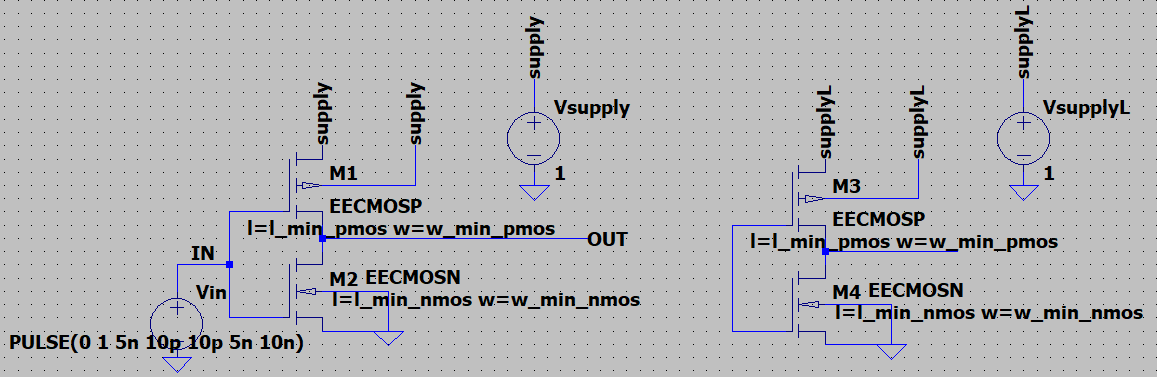 supply
supply
supply
Vsupply
1
M1
EECMOSP
l=l_min_pmos w=w_min_pmos
OUT
IN
Vin
M2
EECMOSN
l=l_min_nmos w=w_min_nmos
PULSE(0 1 5n 10p 10p 5n 10n)
supplyL
supplyL
supplyL
VsupplyL
1
M3
EECMOSP
l=l_min_pmos w=w_min_pmos
M4
EECMOSN
l=l_min_nmos w=w_min_nmos